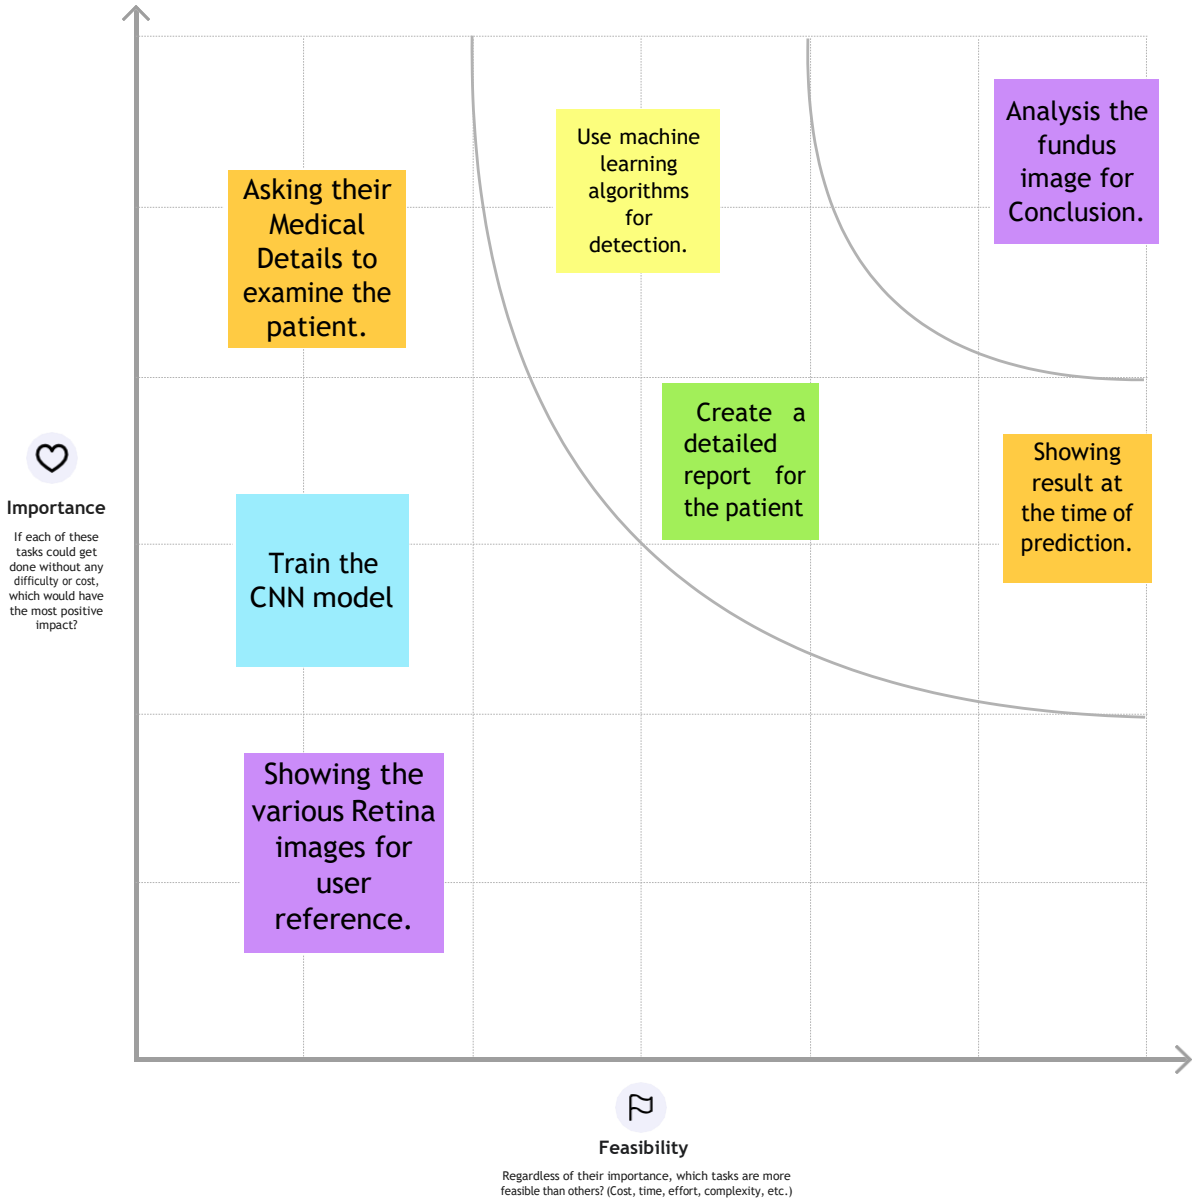 Analysis the
fundus
image for
Conclusion.
Use machine
learning
algorithms
for
detection.
Asking their
Medical
Details to
examine the
patient.
Create a
detailed
report for
the patient
Showing
result at
the time of
prediction.
Importance
If each of these
tasks could get
done without any
difficulty or cost,
which would have
the most positive
impact?
Train the
CNN model
Showing the
various Retina
images for
user
reference.
Feasibility
Regardless of their importance, which tasks are more
feasible than others? (Cost, time, effort, complexity, etc.)